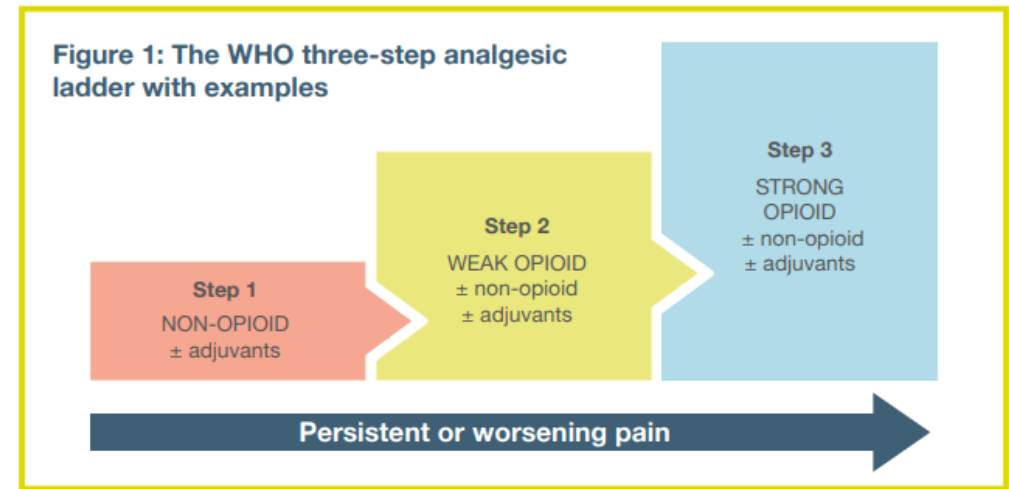 Figure 1: The WHO three-step analgesic
ladder with examples
Step 1
NON-OPIOID
± adjuvants
Step 2
WEAK OPIOID
± non-opioid
± adjuvants
Step 3
STRONG
OPIOID
± non-opioid
± adjuvants
Persistent or worsening pain